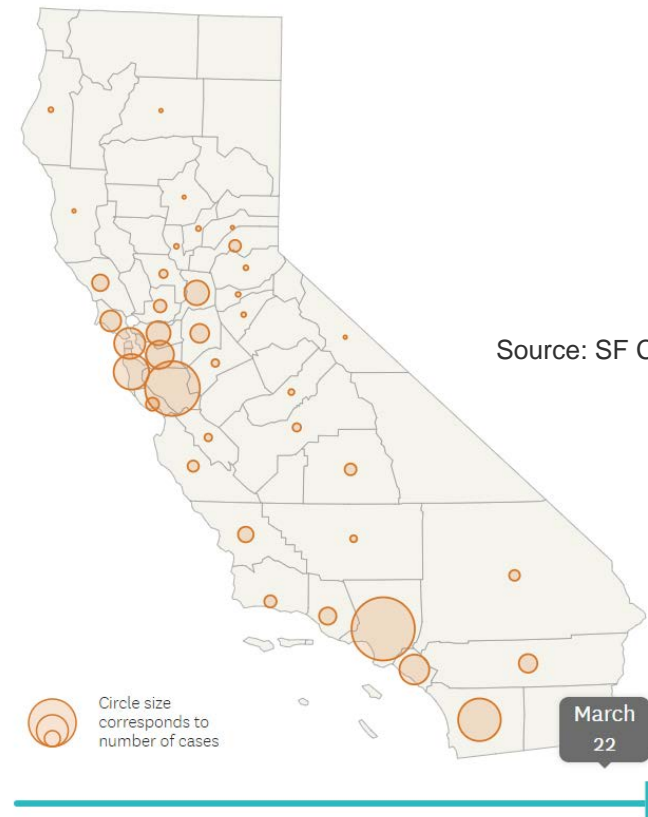 Source: SF C
Circle size
corresponds to
number of cases
March
22